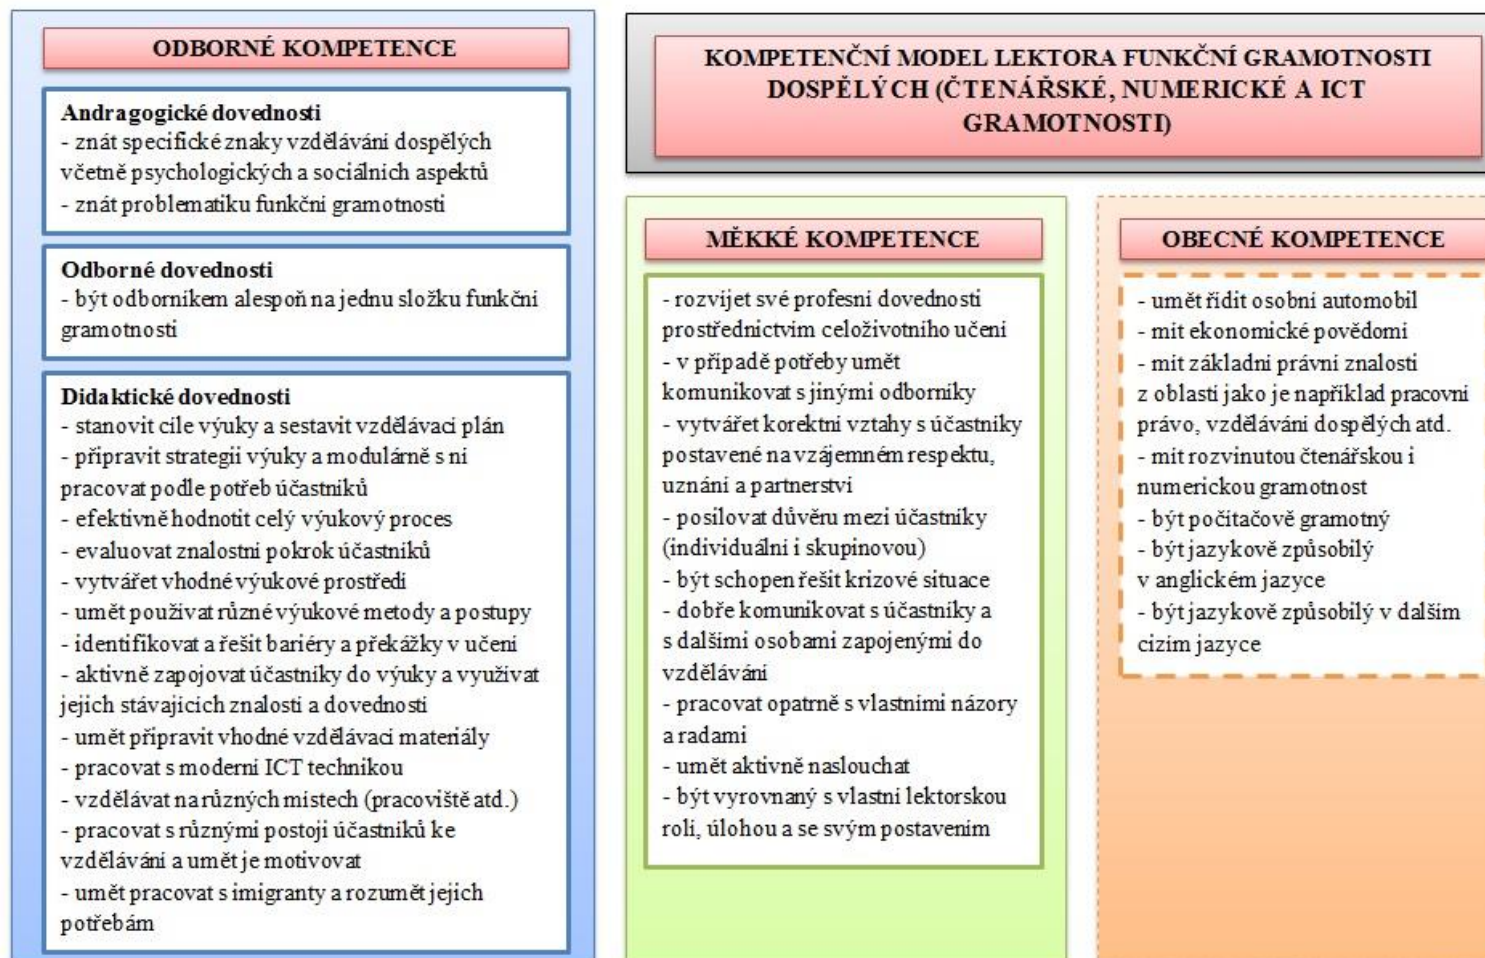 ODBORNÉ KOMPETENCE
Andragogické dovednosti
- znát specifické znaky vzdělávání dospělých
včetně psychologických a sociálních aspektů
- znát problematiku funkční gramotnosti
Odborné dovednosti
- být odborníkem alespoň na jednu složku funkční
gramotnosti
Didaktické dovednosti
- stanovit cíle výuky a sestavit vzdělávací plán
- připravit strategii výuky a modulárně s ní
pracovat podle potřeb účastníků
- efektivně hodnotit celý výukový proces
- evaluovat znalostní pokrok účastníků
- vytvářet vhodné výukové prostředí
- umět používat různé výukové metody a postupy
- identifikovat a řešit bariéry a překážky v učení
- aktivně zapojovat účastníky do výuky a využívat
jejich stávajících znalostí a dovedností
- umět připravit vhodné vzdělávací materiály
- pracovat s moderní ICT technikou
- vzdělávat na různých místech (pracoviště atd.)
- pracovat s různými postoji účastníků ke
vzdělávání a umět je motivovat
- umět pracovat s imigranty a rozumět jejich
potřebám
KOMPETENČNÍ MODEL LEKTORA FUNKČNÍ GRAMOTNOSTI
DOSPĚLÝCH (ČTENÁŘSKÉ, NUMERICKÉ A ICT
GRAMOTNOSTI)
MĚKKÉ KOMPETENCE
- rozvíjet své profesní dovednosti
prostřednictvím celoživotního učení
- v případě potřeby umět
komunikovat s jinými odborníky
- vytvářet korektní vztahy s účastníky
postavené na vzájemném respektu,
uznání a partnerství
- posilovat důvěru mezi účastníky
(individuální i skupinovou)
- být schopen řešit krizové situace
- dobře komunikovat s účastníky a
s dalšími osobami zapojenými do
vzdělávání
- pracovat opatrně s vlastními názory
a radami
- umět aktivně naslouchat
- být vyrovnaný s vlastní lektorskou
rolí, úlohou a se svým postavením
OBECNÉ KOMPETENCE
- umět řídit osobní automobil
- mít ekonomické povědomí
- mít základní právní znalosti
z oblastí jako je například pracovní
právo, vzdělávání dospělých atd.
- mít rozvinutou čtenářskou i
numerickou gramotnost
- být počítačově gramotný
- být jazykově způsobilý
v anglickém jazyce
- být jazykově způsobilý v dalším
cizím jazyce